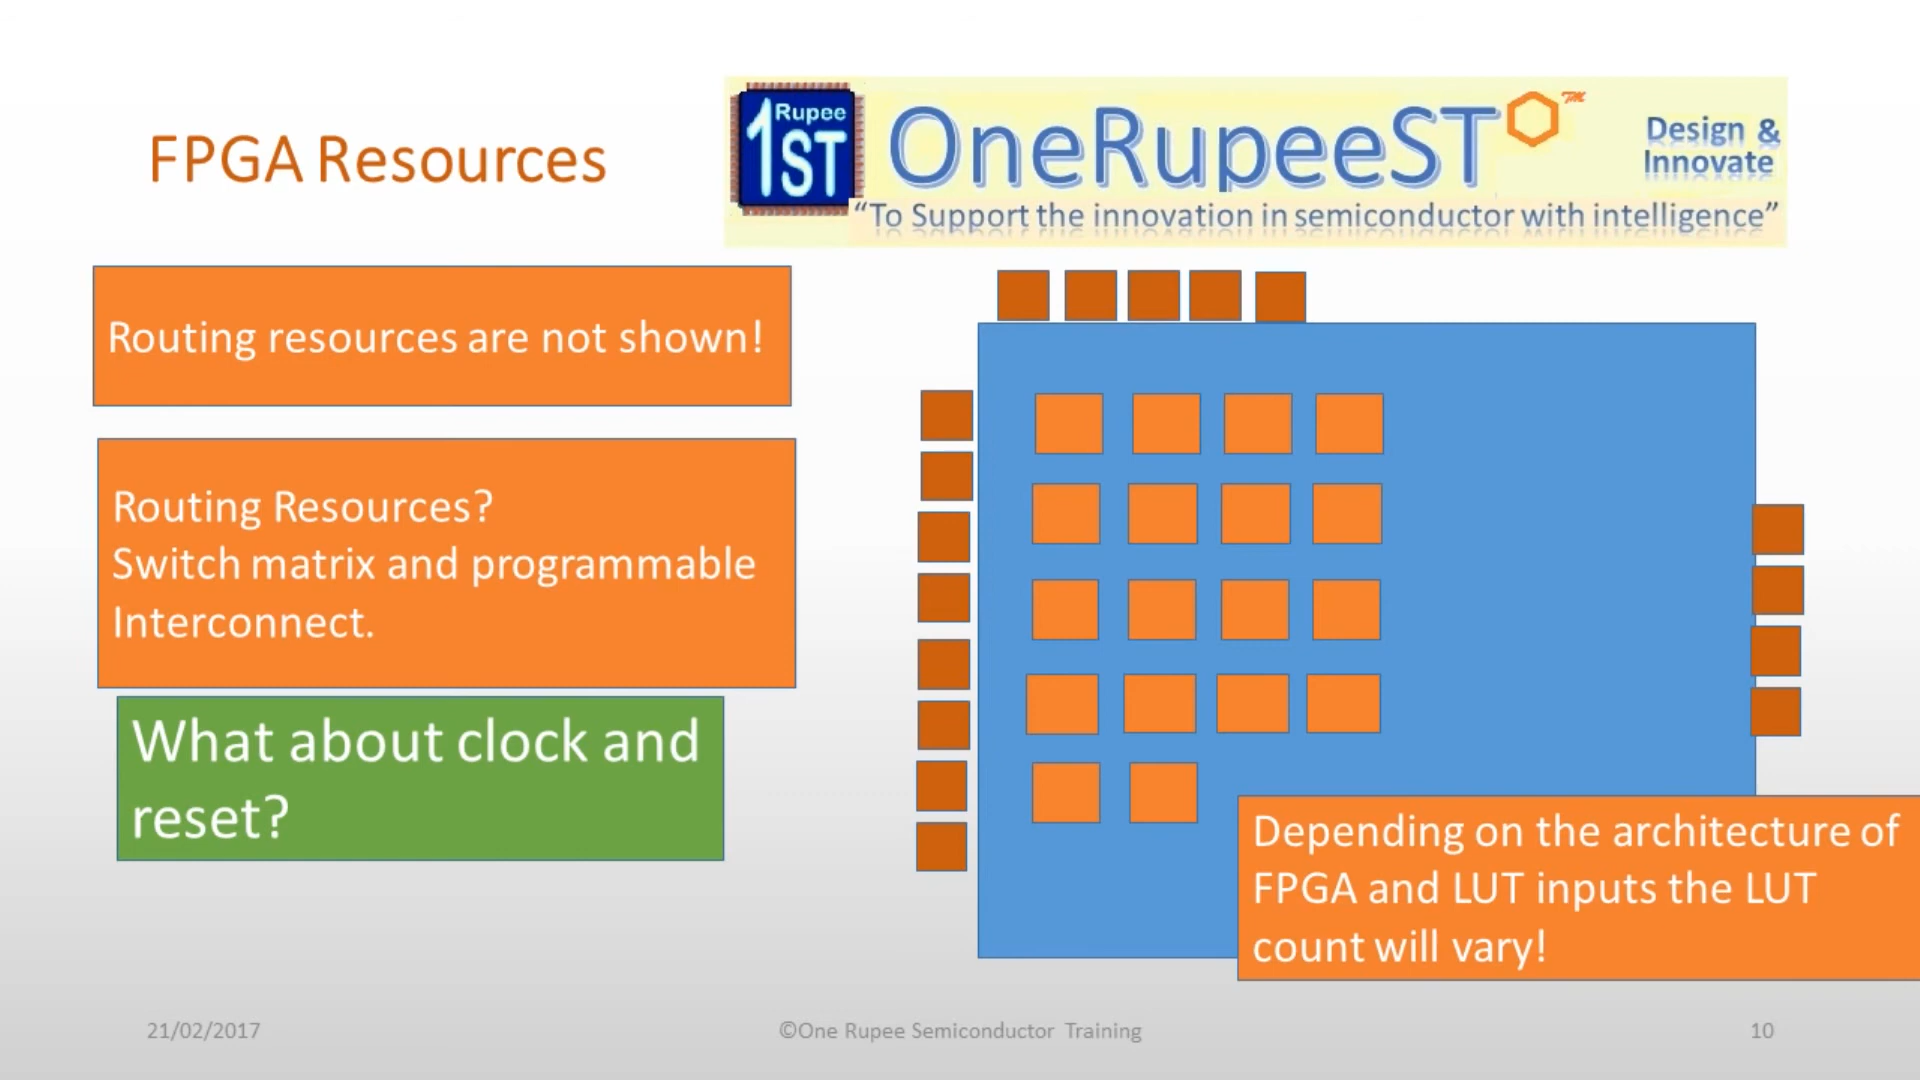 FPGA Resources
Rupee
1ST
OneRupeeST™
Design &
Innovate
“To Support the innovation in semiconductor with intelligence”
Routing resources are not shown!
Routing Resources?
Switch matrix and programmable
Interconnect.
What about clock and
reset?
Depending on the architecture of
FPGA and LUT inputs the LUT
count will vary!
21/02/2017
©One Rupee Semiconductor Training
10